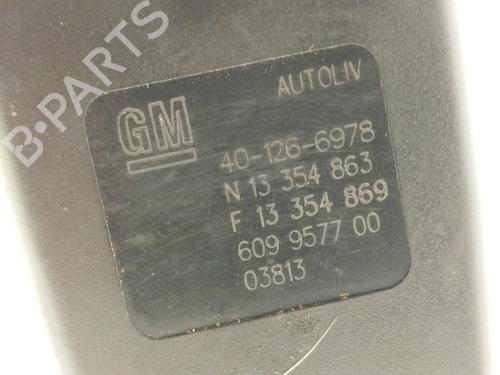 B-PARTS
GM
AUTOLIV
40-126-6978
N 13 354 863
F 13 354 869
609 9577 00
03813